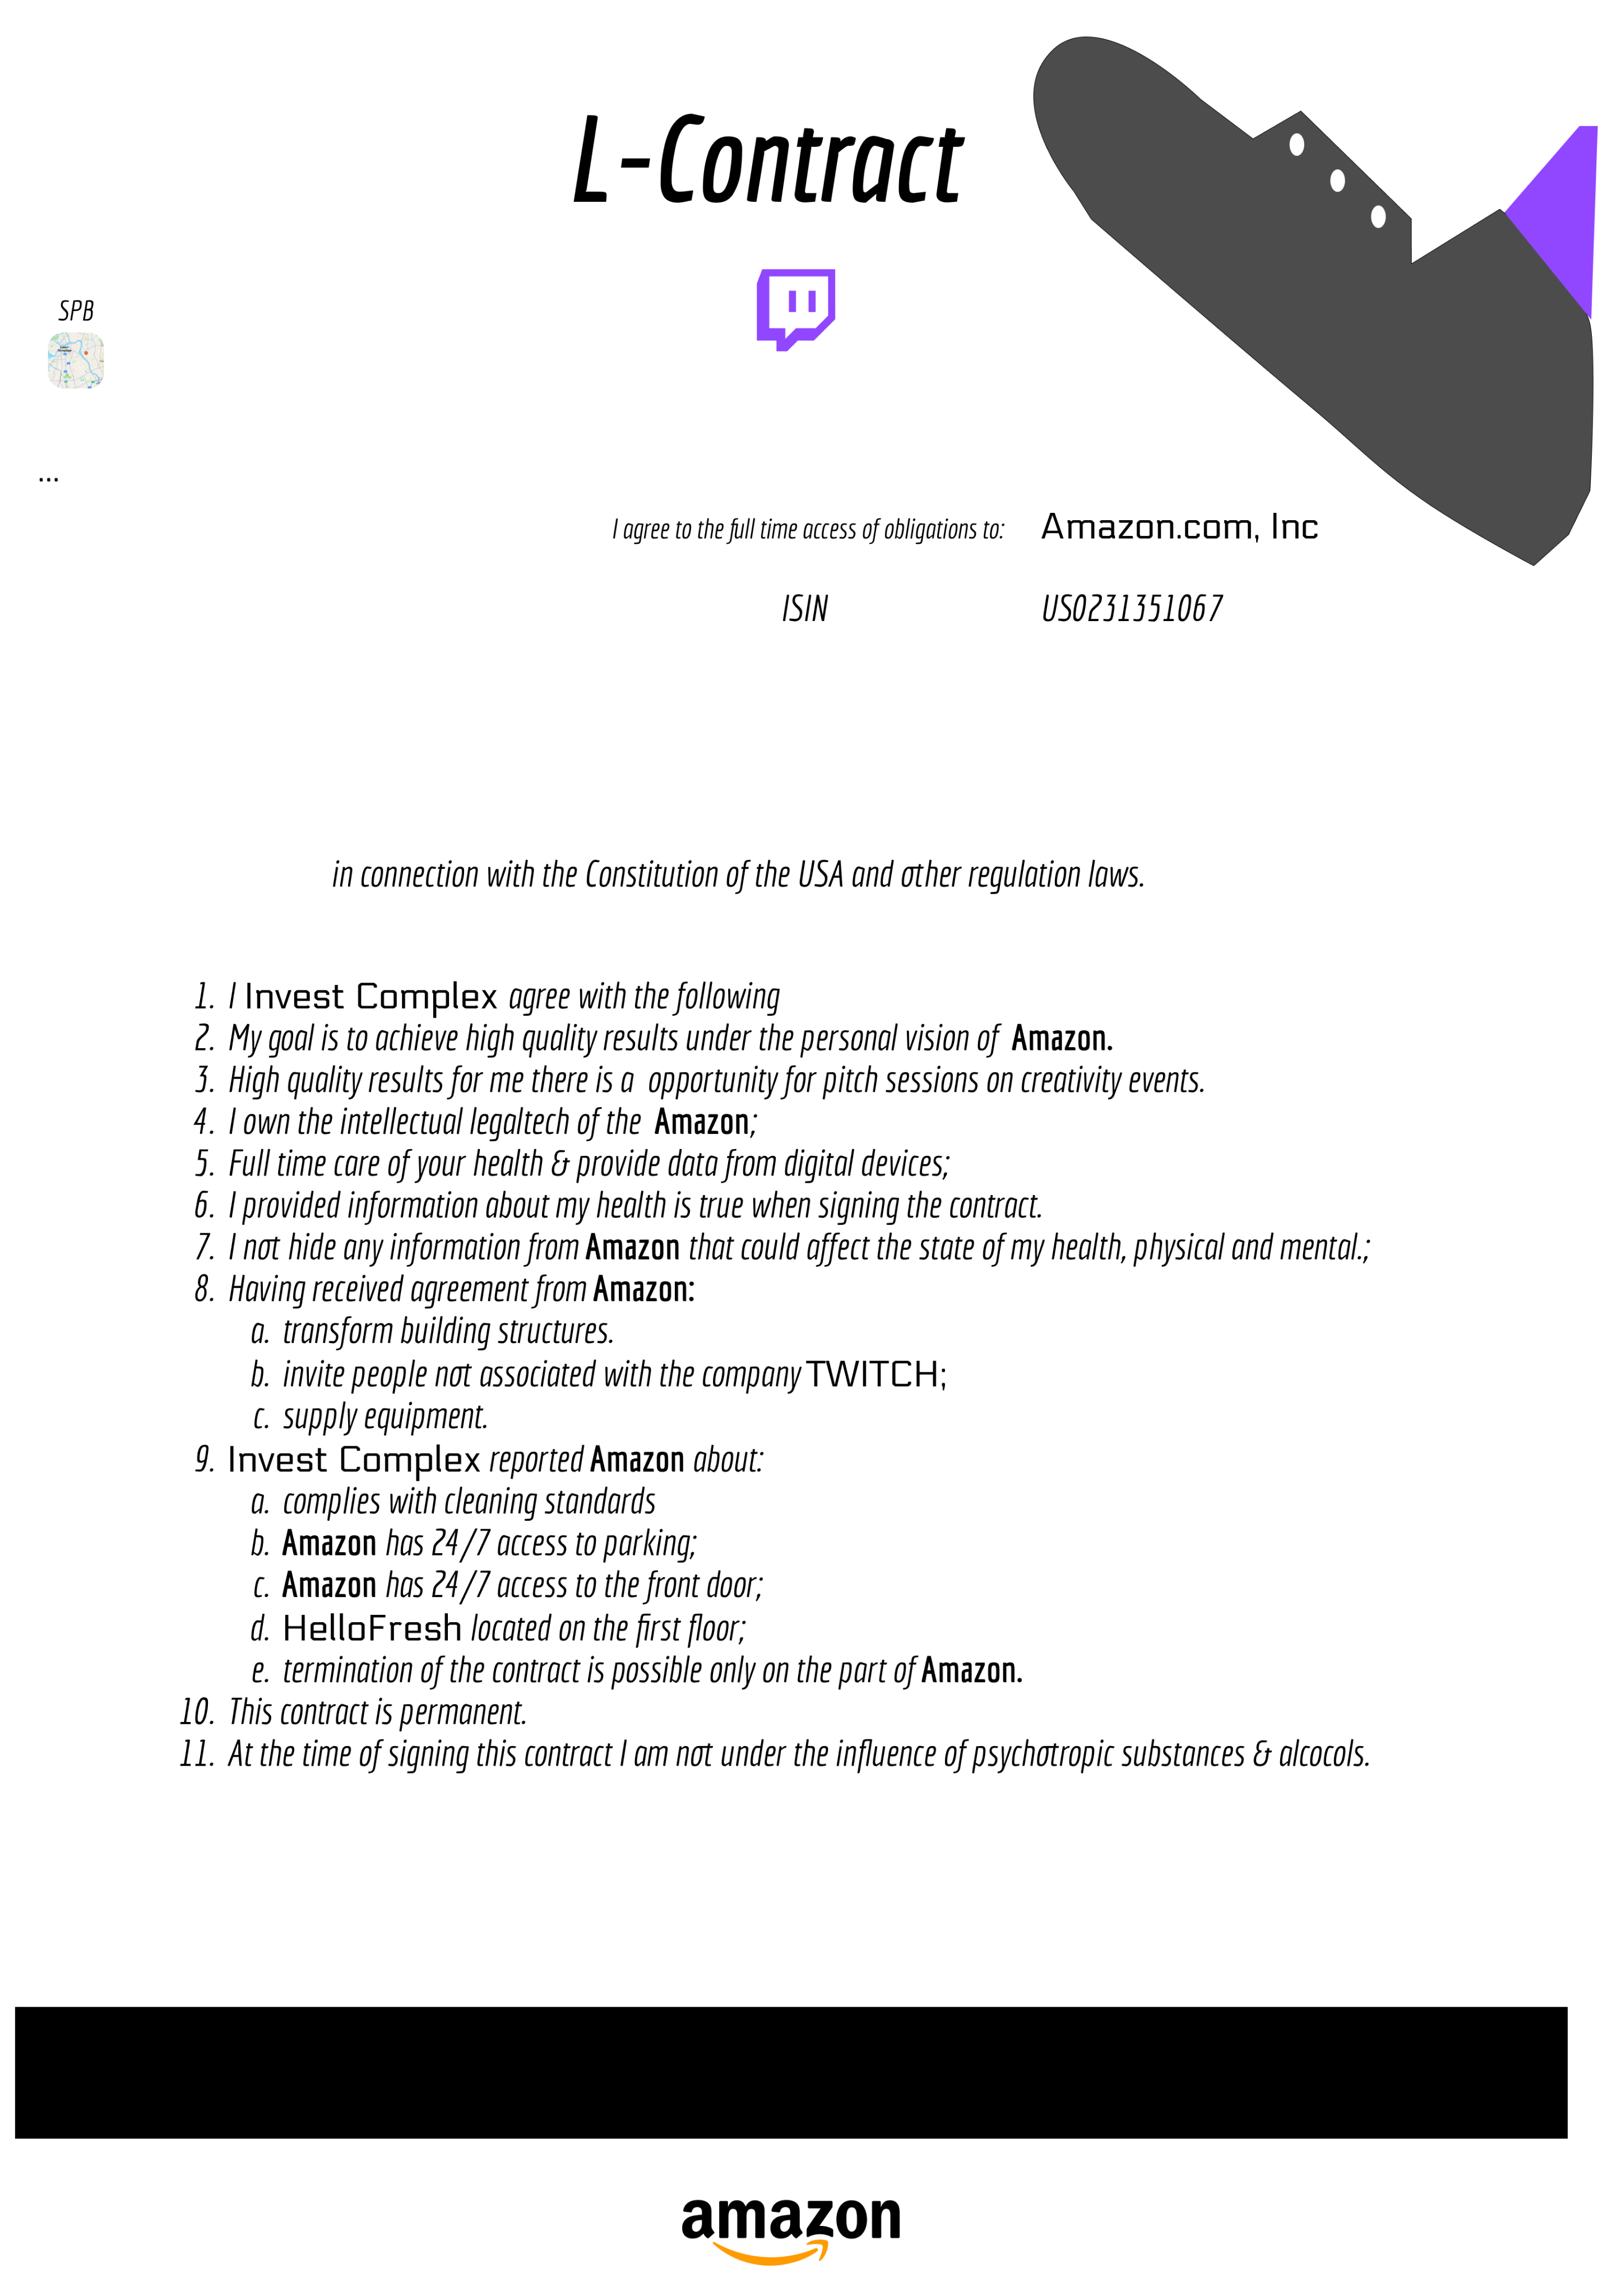 L-Contract
SPB
...
I agree to the full time access of obligations to: Amazon.com, Inc
ISIN US0231351067
in connection with the Constitution of the USA and other regulation laws.
1. I Invest Complex agree with the following
2. My goal is to achieve high quality results under the personal vision of Amazon.
3. High quality results for me there is a opportunity for pitch sessions on creativity events.
4. I own the intellectual legaltech of the Amazon;
5. Full time care of your health & provide data from digital devices;
6. I provided information about my health is true when signing the contract.
7. I not hide any information from Amazon that could affect the state of my health, physical and mental.;
8. Having received agreement from Amazon:
a. transform building structures.
b. invite people not associated with the company TWITCH;
c. supply equipment.
9. Invest Complex reported Amazon about:
a. complies with cleaning standards
b. Amazon has 24/7 access to parking;
c. Amazon has 24/7 access to the front door;
d. HelloFresh located on the first floor;
e. termination of the contract is possible only on the part of Amazon.
10. This contract is permanent.
11. At the time of signing this contract I am not under the influence of psychotropic substances & alcocols.
amazon